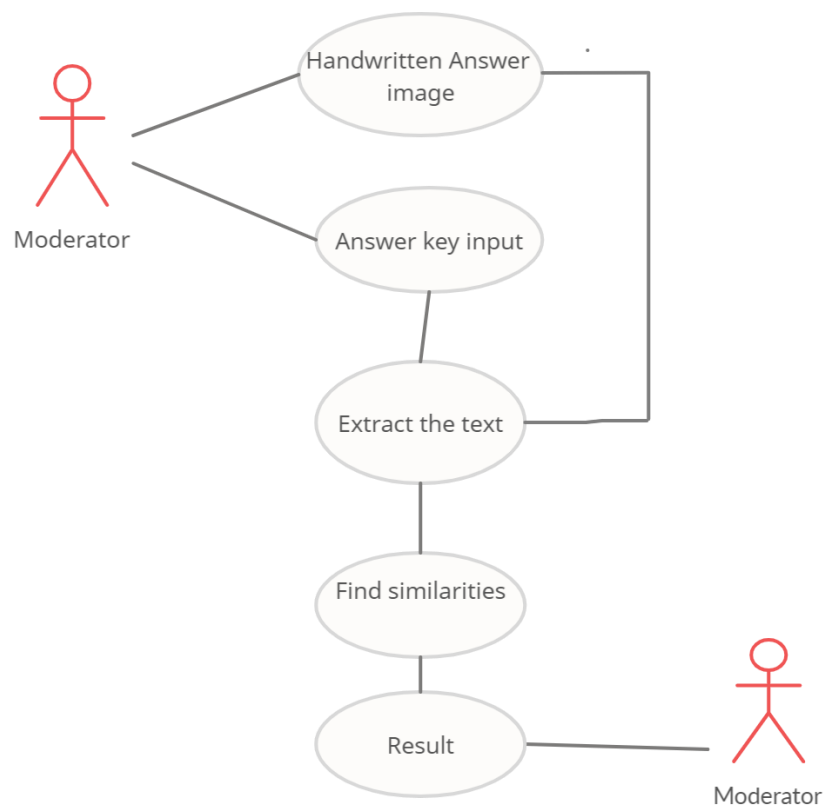 Handwritten Answer
image
Moderator
Answer key input
Extract the text
Find similarities
Result
Moderator